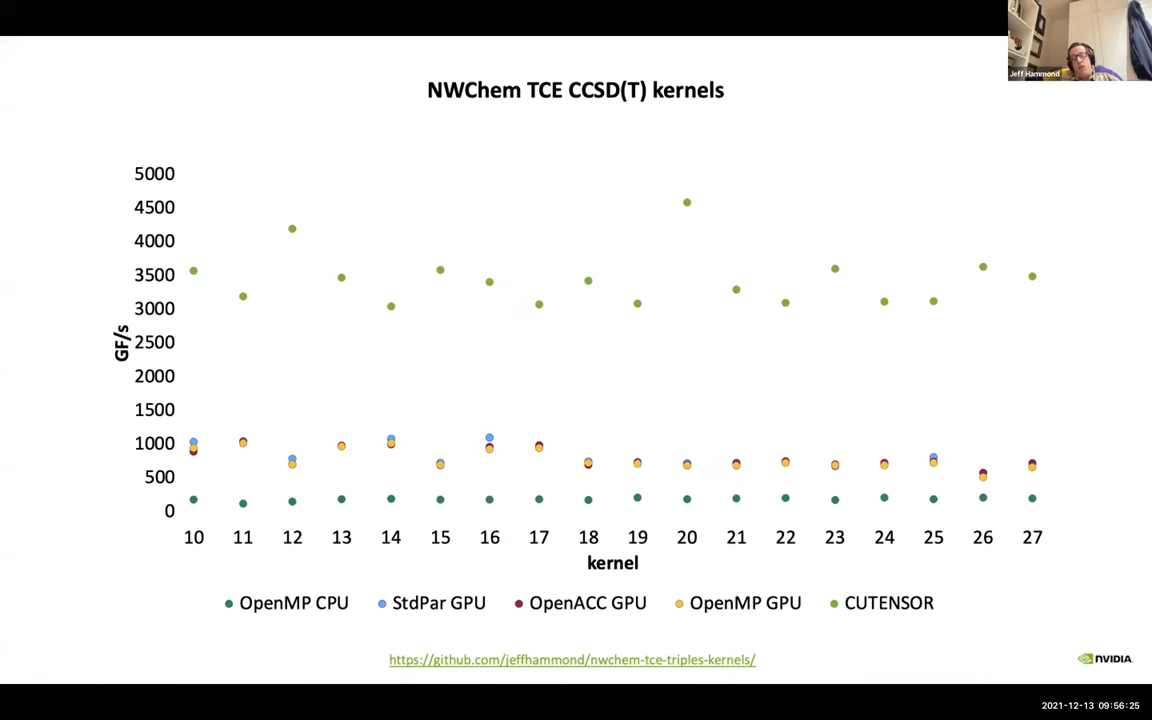 Jeff Hammond
NWChem TCE CCSD(T) kernels
5000
4500
4000
3500
3000
2500
2000
1500
1000
500
0
GF/s
10 11 12 13 14 15 16 17 18 19 20 21 22 23 24 25 26 27
kernel
OpenMP CPU StdPar GPU OpenACC GPU OpenMP GPU CUTENSOR
https://github.com/jeffhammond/nwchem-tce-triples-kernels/
NVIDIA
2021-12-13 09:56:25